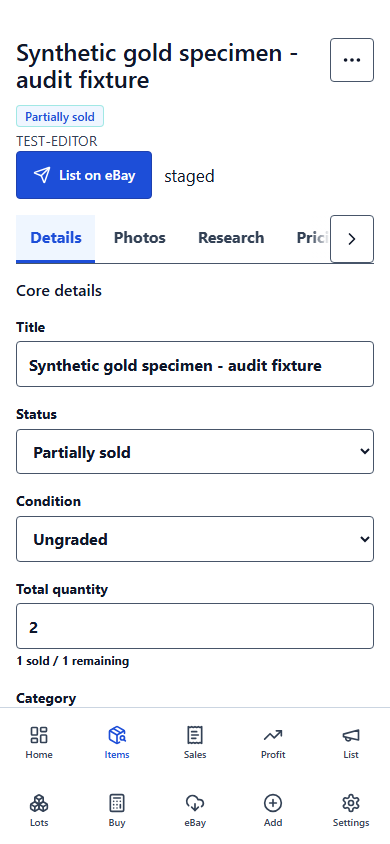 Synthetic gold specimen -
audit fixture
...
Partially sold
TEST-EDITOR
List on eBay staged
Details Photos Research Prici
Core details
Title
Synthetic gold specimen - audit fixture
Status
Partially sold
Condition
Ungraded
Total quantity
2
1 sold / 1 remaining
Category
Home Items Sales Profit List
Lots Buy eBay Add Settings